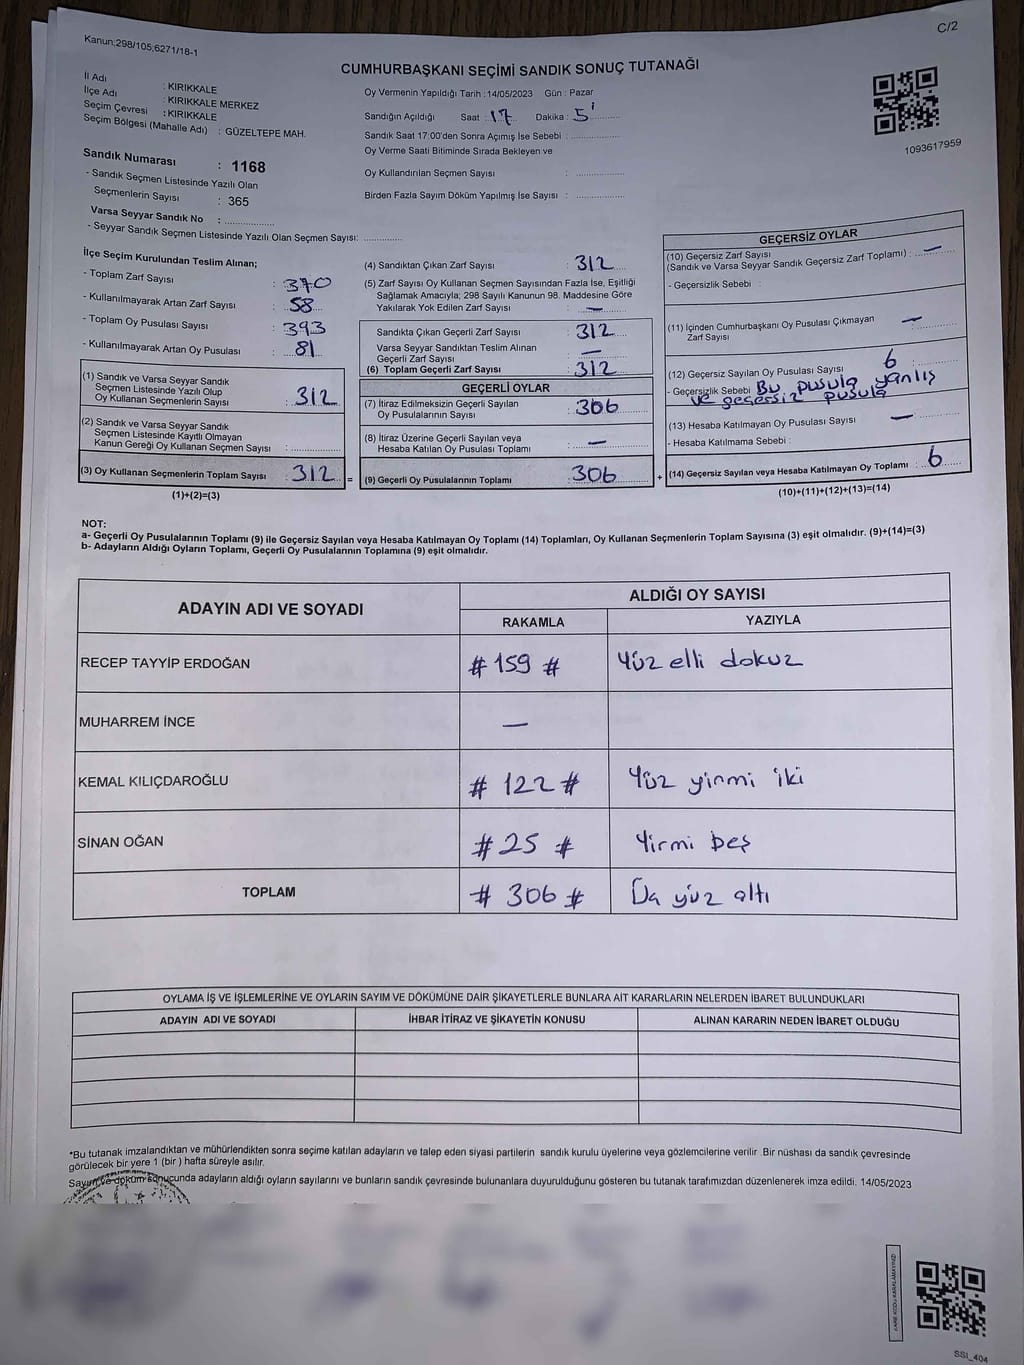 C/2
Kanun;298/105;6271/18-1
CUMHURBAŞKANI SEÇİMİ SANDIK SONUÇ TUTANAĞI
İl Adı : KIRIKKALE
İlçe Adı : KIRIKKALE MERKEZ
Seçim Çevresi : KIRIKKALE
Seçim Bölgesi (Mahalle Adı) : GÜZELTEPE MAH.
Oy Vermenin Yapıldığı Tarih : 14/05/2023 Gün : Pazar
Sandığın Açıldığı Saat : 17 Dakika : 5
Sandık Saat 17:00'den Sonra Açımış İse Sebebi :
Oy Verme Saati Bitiminde Sırada Bekleyen ve
Oy Kullandırılan Seçmen Sayısı :
Birden Fazla Sayım Döküm Yapılmış İse Sayısı :
1093617959
Sandık Numarası : 1168
- Sandık Seçmen Listesinde Yazılı Olan
Seçmenlerin Sayısı : 365
Varsa Seyyar Sandık No :
- Seyyar Sandık Seçmen Listesinde Yazılı Olan Seçmen Sayısı:
İlçe Seçim Kurulundan Teslim Alınan;
- Toplam Zarf Sayısı : 370
- Kullanılmayarak Artan Zarf Sayısı : 58
- Toplam Oy Pusulası Sayısı : 393
- Kullanılmayarak Artan Oy Pusulası : 81
(1) Sandık ve Varsa Seyyar Sandık
Seçmen Listesinde Yazılı Olup
Oy Kullanan Seçmenlerin Sayısı : 312
(2) Sandık ve Varsa Seyyar Sandık
Seçmen Listesinde Kayıtlı Olmayan
Kanun Gereği Oy Kullanan Seçmen Sayısı :
(3) Oy Kullanan Seçmenlerin Toplam Sayısı : 312 =
(1)+(2)=(3)
(4) Sandıktan Çıkan Zarf Sayısı 312
(5) Zarf Sayısı Oy Kullanan Seçmen Sayısından Fazla İse, Eşitliği
Sağlamak Amacıyla; 298 Sayılı Kanunun 98. Maddesine Göre
Yakılarak Yok Edilen Zarf Sayısı : —
Sandıkta Çıkan Geçerli Zarf Sayısı : 312
Varsa Seyyar Sandıktan Teslim Alınan
Geçerli Zarf Sayısı : —
(6) Toplam Geçerli Zarf Sayısı : 312
GEÇERLİ OYLAR
(7) İtiraz Edilmeksizin Geçerli Sayılan
Oy Pusulalarının Sayısı : 306
(8) İtiraz Üzerine Geçerli Sayılan veya
Hesaba Katılan Oy Pusulası Toplamı : —
(9) Geçerli Oy Pusulalarının Toplamı : 306 +
GEÇERSİZ OYLAR
(10) Geçersiz Zarf Sayısı
(Sandık ve Varsa Seyyar Sandık Geçersiz Zarf Toplamı) : —
- Geçersizlik Sebebi :
(11) İçinden Cumhurbaşkanı Oy Pusulası Çıkmayan
Zarf Sayısı : —
(12) Geçersiz Sayılan Oy Pusulası Sayısı : 6
- Geçersizlik Sebebi Bu pusula yanlış
ve geçersiz pusula
(13) Hesaba Katılmayan Oy Pusulası Sayısı : —
- Hesaba Katılmama Sebebi :
(14) Geçersiz Sayılan veya Hesaba Katılmayan Oy Toplamı : 6
(10)+(11)+(12)+(13)=(14)
NOT:
a- Geçerli Oy Pusulalarının Toplamı (9) ile Geçersiz Sayılan veya Hesaba Katılmayan Oy Toplamı (14) Toplamları, Oy Kullanan Seçmenlerin Toplam Sayısına (3) eşit olmalıdır. (9)+(14)=(3)
b- Adayların Aldığı Oyların Toplamı, Geçerli Oy Pusulalarının Toplamına (9) eşit olmalıdır.
ADAYIN ADI VE SOYADI ALDIĞI OY SAYISI
RAKAMLA YAZIYLA
RECEP TAYYİP ERDOĞAN # 159 # Yüz elli dokuz
MUHARREM İNCE —
KEMAL KILIÇDAROĞLU # 122 # Yüz yirmi iki
SİNAN OĞAN # 25 # Yirmi beş
TOPLAM # 306 # Üa yüz altı
OYLAMA İŞ VE İŞLEMLERİNE VE OYLARIN SAYIM VE DÖKÜMÜNE DAİR ŞİKAYETLERLE BUNLARA AİT KARARLARIN NELERDEN İBARET BULUNDUKLARI
ADAYIN ADI VE SOYADI İHBAR İTİRAZ VE ŞİKAYETİN KONUSU ALINAN KARARIN NEDEN İBARET OLDUĞU
*Bu tutanak imzalandıktan ve mühürlendikten sonra seçime katılan adayların ve talep eden siyasi partilerin sandık kurulu üyelerine veya gözlemcilerine verilir .Bir nüshası da sandık çevresinde
görülecek bir yere 1 (bir ) hafta süreyle asılır.
Sayım ve döküm sonucunda adayların aldığı oyların sayılarını ve bunların sandık çevresinde bulunanlara duyurulduğunu gösteren bu tutanak tarafımızdan düzenlenerek imza edildi. 14/05/2023
KARE KODU KARALAMAYINIZ!
SSI_404